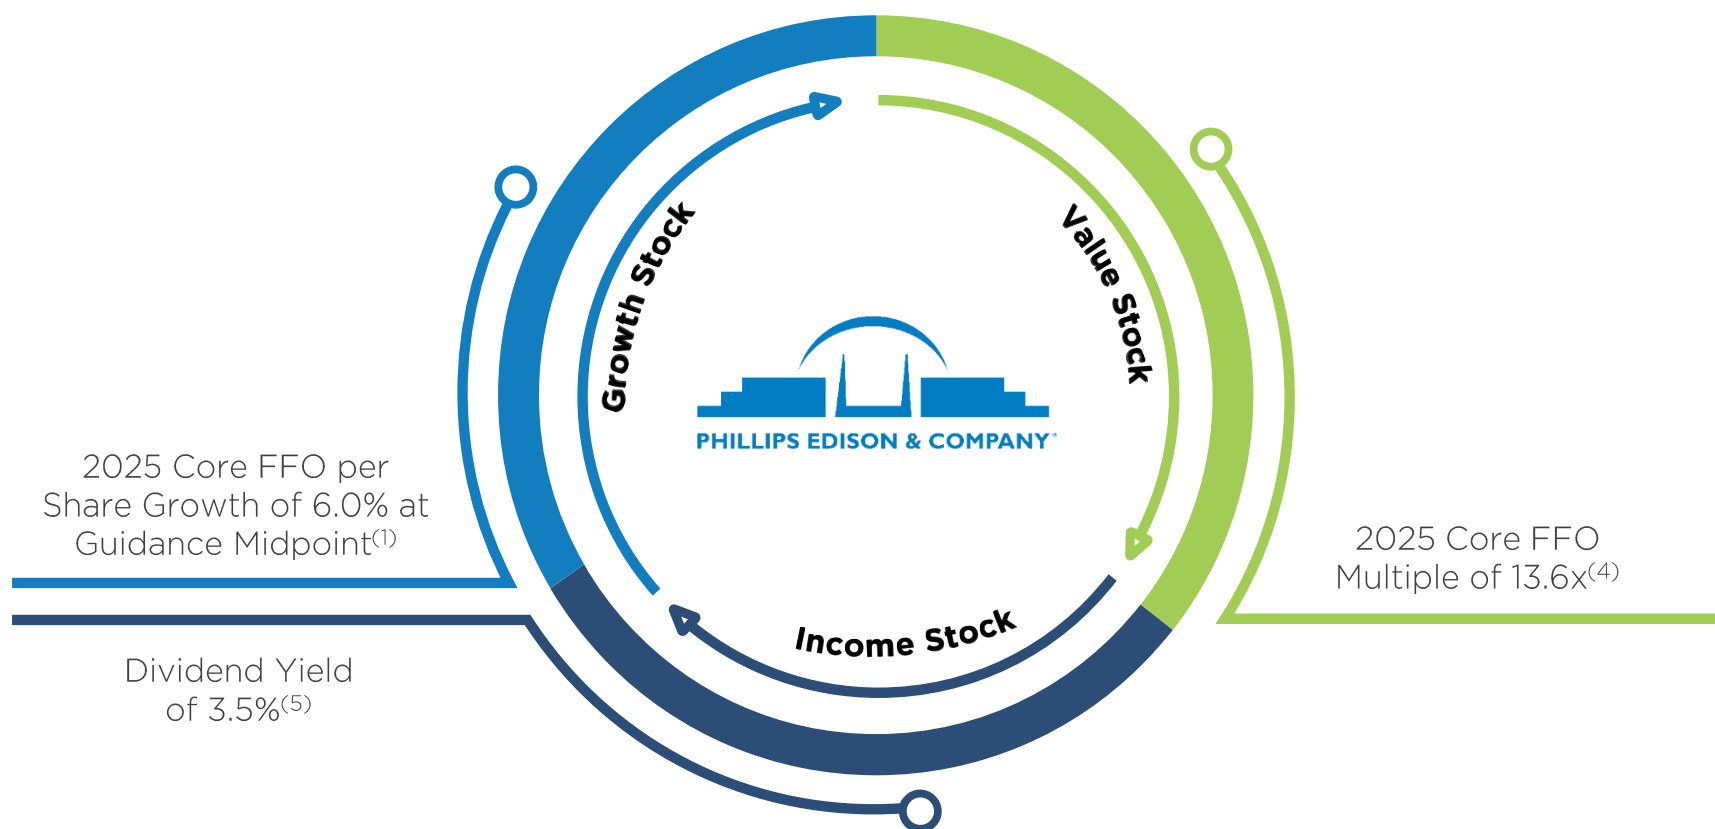 Growth Stock
Value Stock
PHILLIPS EDISON & COMPANY®
Income Stock
2025 Core FFO per
Share Growth of 6.0% at
Guidance Midpoint(1)
Dividend Yield
of 3.5%(5)
2025 Core FFO
Multiple of 13.6x(4)